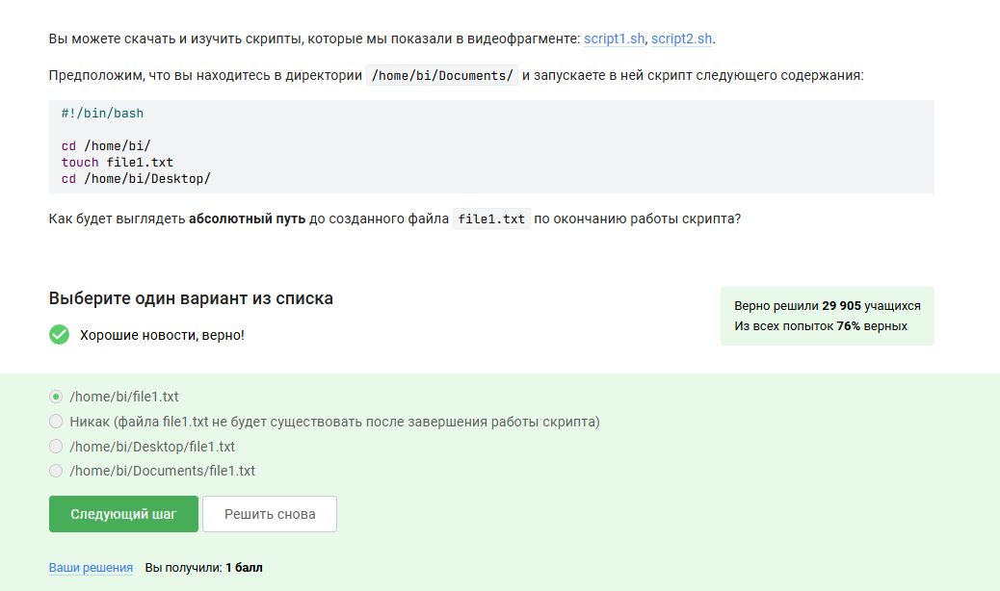 Вы можете скачать и изучить скрипты, которые мы показали в видеофрагменте: script1.sh, script2.sh.
Предположим, что вы находитесь в директории /home/bi/Documents/ и запускаете в ней скрипт следующего содержания:
#!/bin/bash
cd /home/bi/
touch file1.txt
cd /home/bi/Desktop/
Как будет выглядеть абсолютный путь до созданного файла file1.txt по окончанию работы скрипта?
Выберите один вариант из списка
Хорошие новости, верно!
Верно решили 29 905 учащихся
Из всех попыток 76% верных
/home/bi/file1.txt
Никак (файла file1.txt не будет существовать после завершения работы скрипта)
/home/bi/Desktop/file1.txt
/home/bi/Documents/file1.txt
Следующий шаг
Решить снова
Ваши решения Вы получили: 1 балл